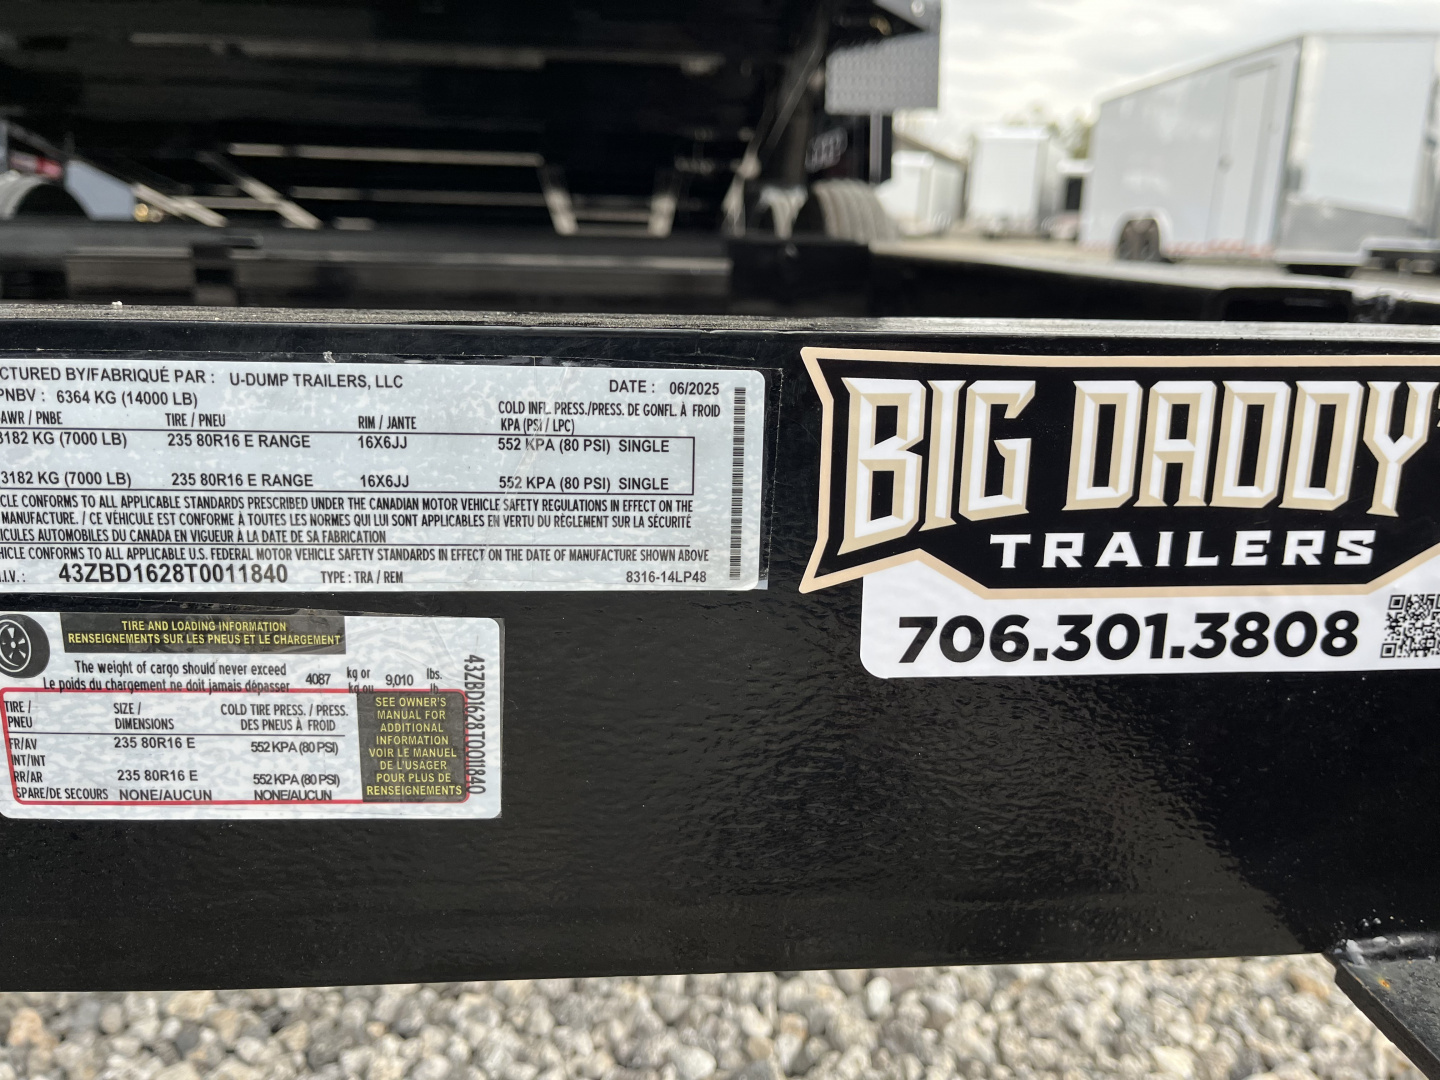 CTURED BY/FABRIQUÉ PAR : U-DUMP TRAILERS, LLC DATE : 06/2025
PNBV : 6364 KG (14000 LB)
AWR / PNBE TIRE / PNEU RIM / JANTE COLD INFL. PRESS./PRESS. DE GONFL. À FROID
KPA (PSI / LPC)
3182 KG (7000 LB) 235 80R16 E RANGE 16X6JJ 552 KPA (80 PSI) SINGLE
3182 KG (7000 LB) 235 80R16 E RANGE 16X6JJ 552 KPA (80 PSI) SINGLE
CLE CONFORMS TO ALL APPLICABLE STANDARDS PRESCRIBED UNDER THE CANADIAN MOTOR VEHICLE SAFETY REGULATIONS IN EFFECT ON THE
MANUFACTURE. / CE VÉHICULE EST CONFORME À TOUTES LES NORMES QUI LUI SONT APPLICABLES EN VERTU DU RÈGLEMENT SUR LA SÉCURITÉ
ICULES AUTOMOBILES DU CANADA EN VIGUEUR À LA DATE DE SA FABRICATION
HICLE CONFORMS TO ALL APPLICABLE U.S. FEDERAL MOTOR VEHICLE SAFETY STANDARDS IN EFFECT ON THE DATE OF MANUFACTURE SHOWN ABOVE
.I.V.: 43ZBD1628T0011840 TYPE : TRA / REM 8316-14LP48
TIRE AND LOADING INFORMATION
RENSEIGNEMENTS SUR LES PNEUS ET LE CHARGEMENT
The weight of cargo should never exceed
Le poids du chargement ne doit jamais dépasser 4087 kg or 9,010 lbs.
kg ou lb.
TIRE / SIZE / COLD TIRE PRESS. / PRESS.
PNEU DIMENSIONS DES PNEUS À FROID
FR/AV 235 80R16 E 552 KPA (80 PSI)
INT/INT
RR/AR 235 80R16 E 552 KPA (80 PSI)
SPARE/DE SECOURS NONE/AUCUN NONE/AUCUN
SEE OWNER'S
MANUAL FOR
ADDITIONAL
INFORMATION
VOIR LE MANUEL
DE L'USAGER
POUR PLUS DE
RENSEIGNEMENTS
43ZBD1628T0011840
BIG DADDY'
TRAILERS
706.301.3808